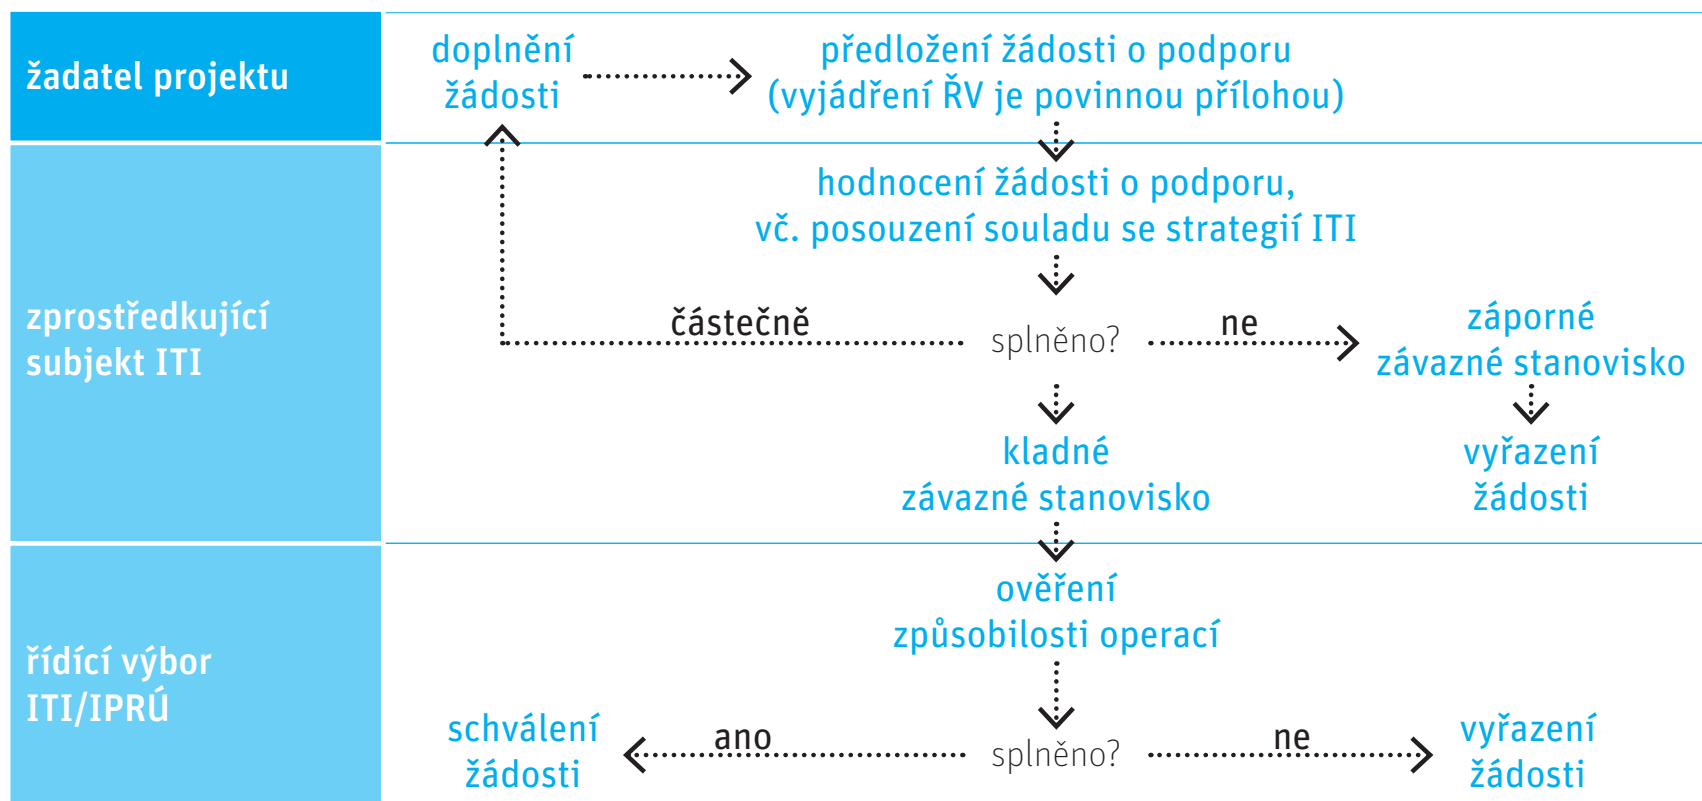 žadatel projektu
doplnění
žádosti
předložení žádosti o podporu
(vyjádření ŘV je povinnou přílohou)
zprostředkující
subjekt ITI
hodnocení žádosti o podporu,
vč. posouzení souladu se strategií ITI
částečně
splněno?
ne
záporné
závazné stanovisko
kladné
závazné stanovisko
vyřazení
žádosti
řídící výbor
ITI/IPRÚ
ověření
způsobilosti operací
schválení
žádosti
ano
splněno?
ne
vyřazení
žádosti